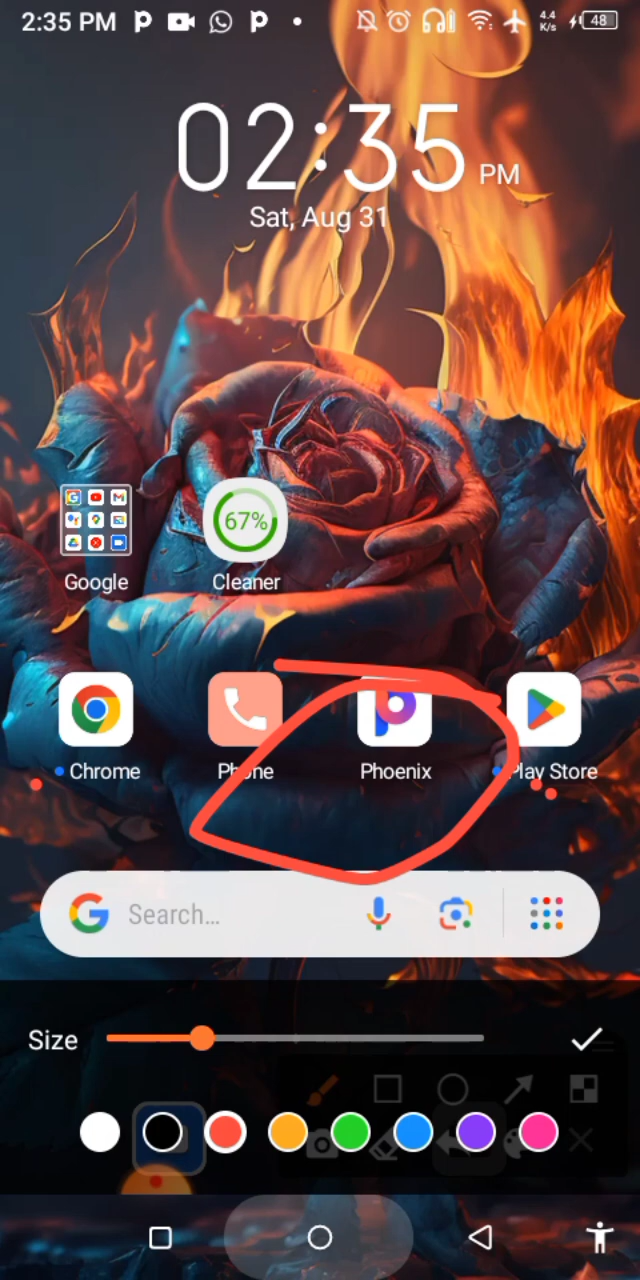 2:35 PM
4.4
K/s
48
02:35 PM
Sat, Aug 31
67%
Google
Cleaner
Chrome
Phone
Phoenix
Play Store
Search...
Size